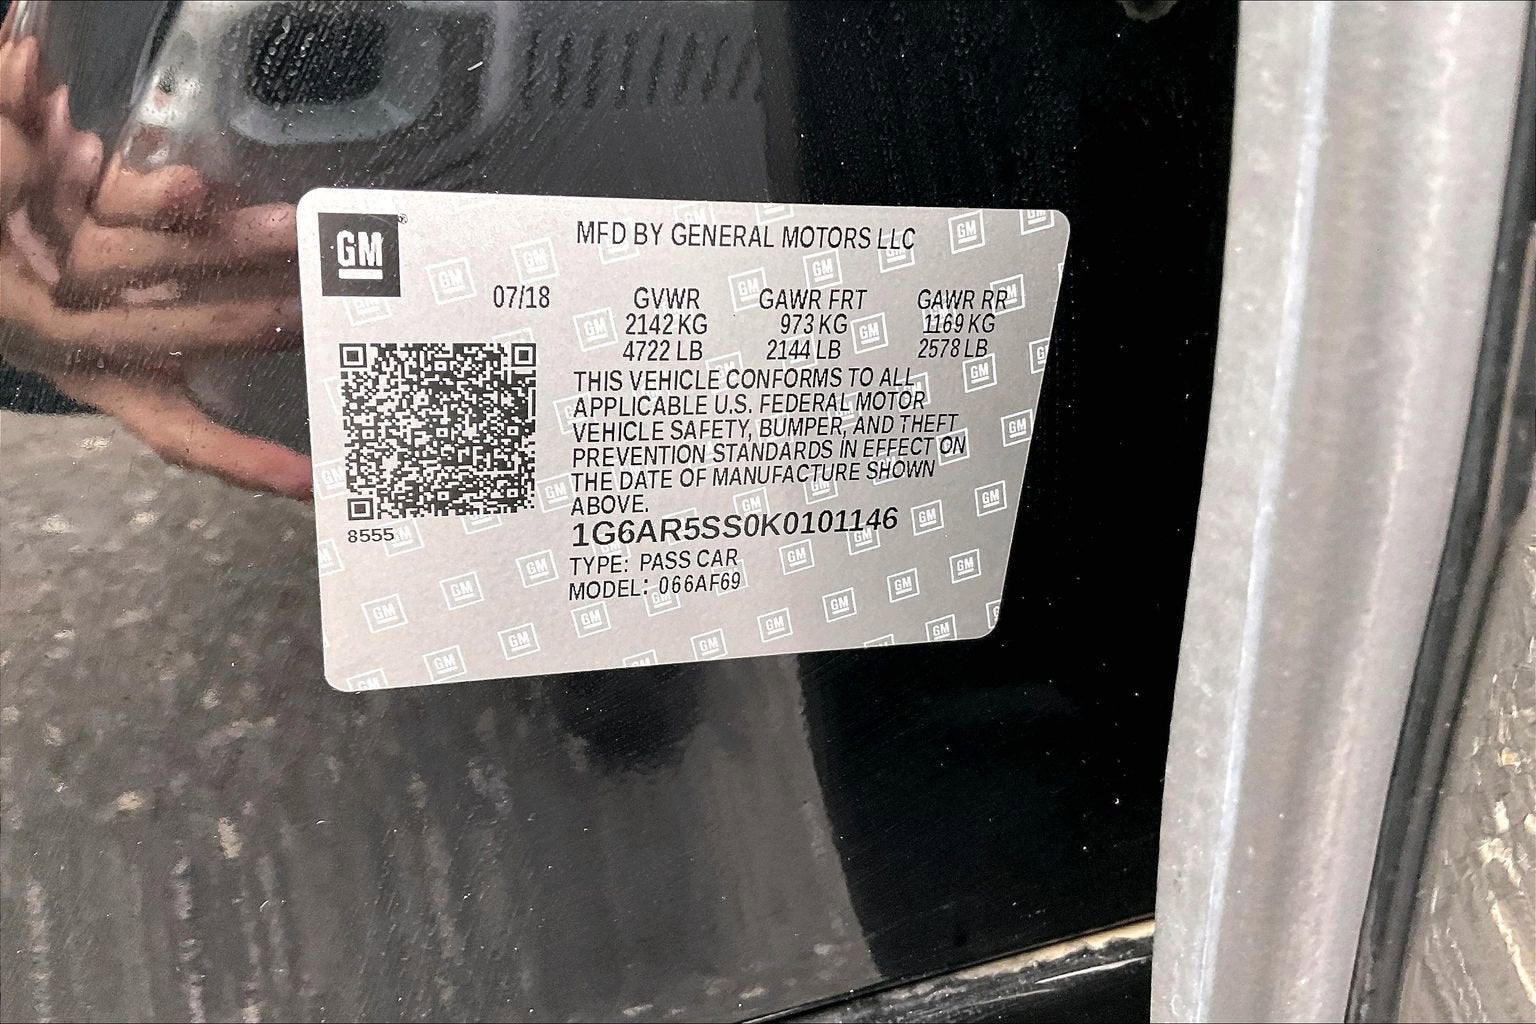 GM
MFD BY GENERAL MOTORS LLC
07/18 GVWR GAWR FRT GAWR RR
2142 KG 973 KG 1169 KG
4722 LB 2144 LB 2578 LB
THIS VEHICLE CONFORMS TO ALL
APPLICABLE U.S. FEDERAL MOTOR
VEHICLE SAFETY, BUMPER, AND THEFT
PREVENTION STANDARDS IN EFFECT ON
THE DATE OF MANUFACTURE SHOWN
ABOVE.
8555
1G6AR5SS0K0101146
TYPE: PASS CAR
MODEL: 066AF69